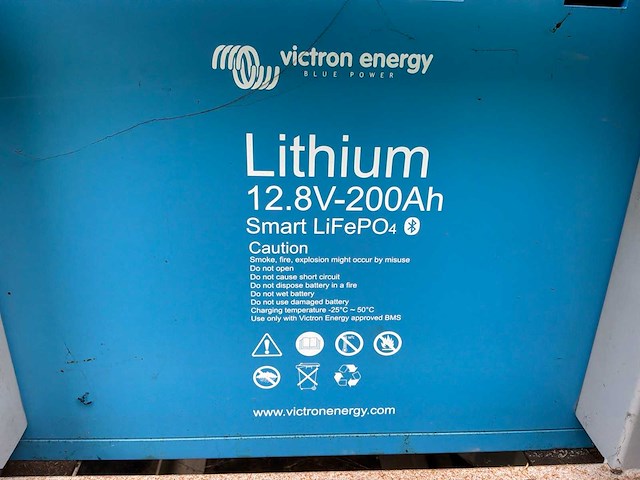 victron energy
BLUE POWER
Lithium
12.8V-200Ah
Smart LiFePO4
Caution
Smoke, fire, explosion might occur by misuse
Do not open
Do not cause short circuit
Do not dispose battery in a fire
Do not wet battery
Do not use damaged battery
Charging temperature -25°C ~ 50°C
Use only with Victron Energy approved BMS
www.victronenergy.com